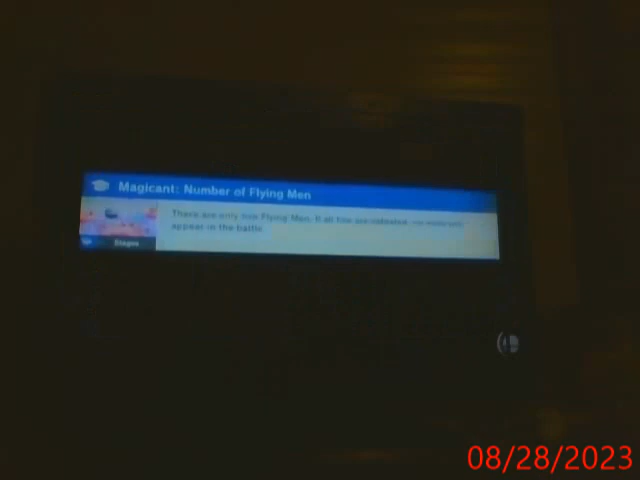 Magicant: Number of Flying Men
There are only five Flying Men. If all five are defeated,
appear in the battle.
Stages
08/28/2023